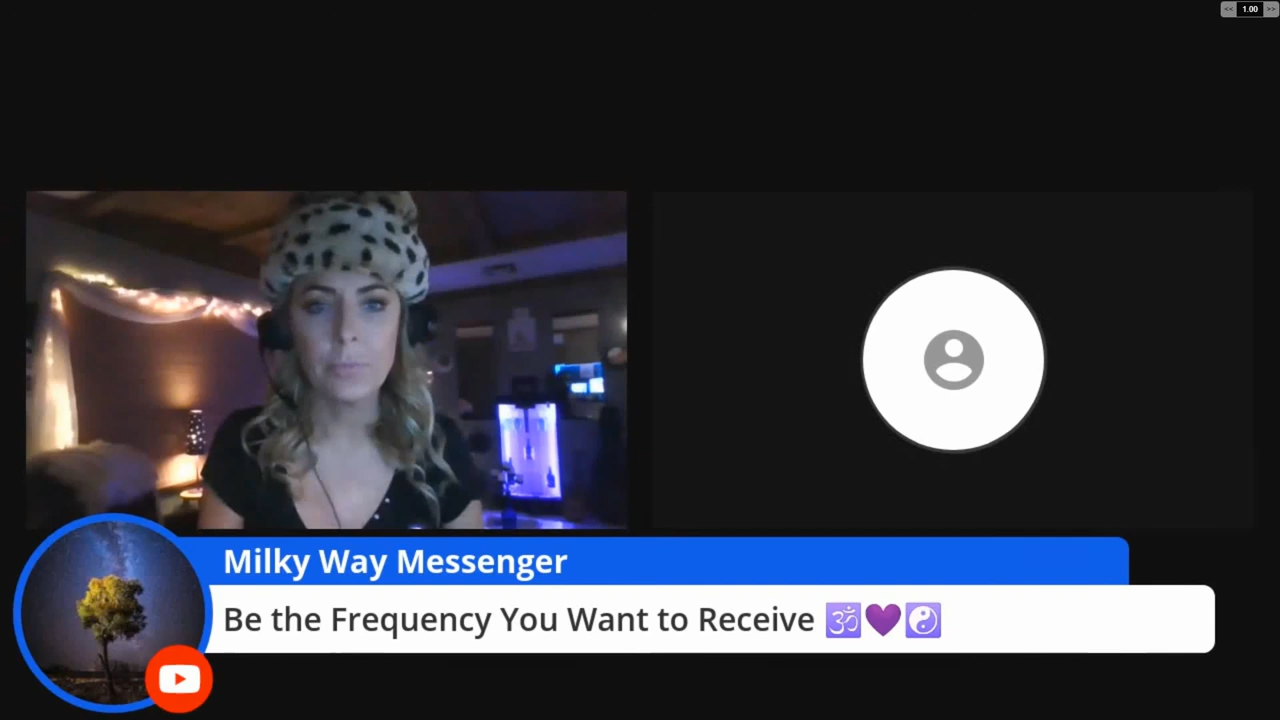 << 1.00 >>
Milky Way Messenger
Be the Frequency You Want to Receive 🕉💜☯